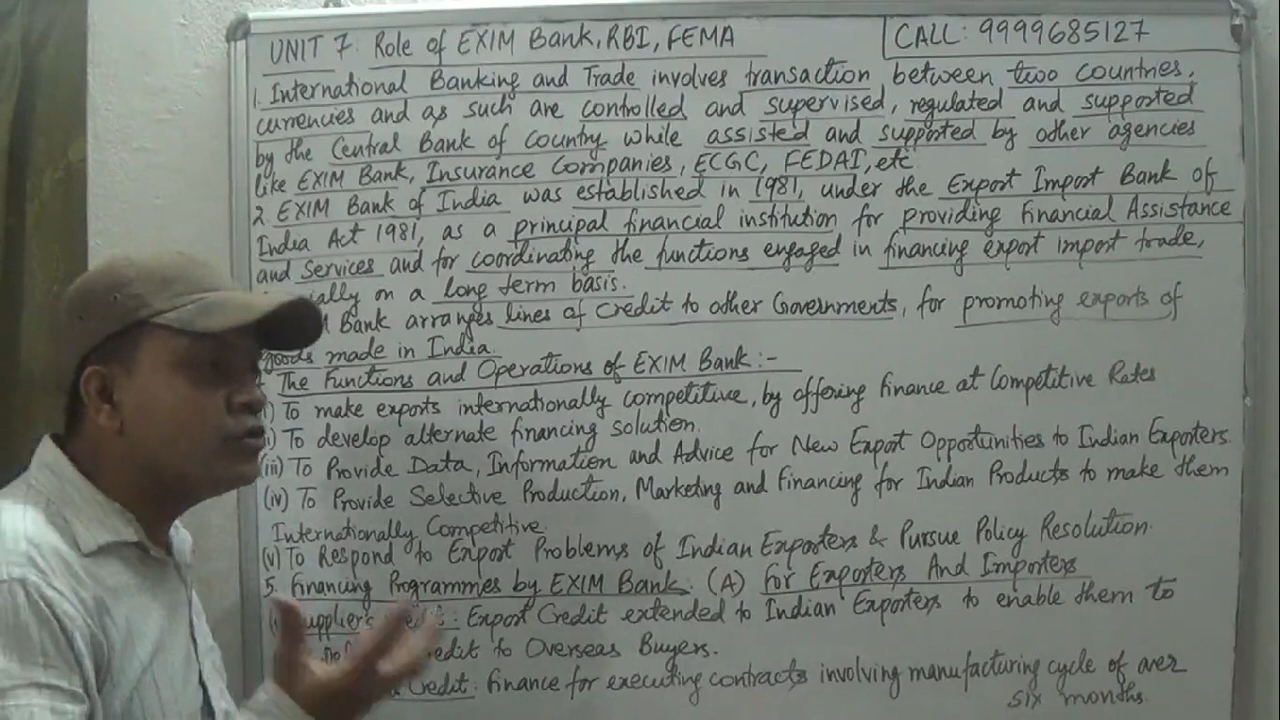 UNIT 7: Role of EXIM Bank, RBI, FEMA
CALL: 9999685127
1. International Banking and Trade involves transaction between two countries,
currencies and as such are controlled and supervised, regulated and supported
by the Central Bank of Country while assisted and supported by other agencies
like EXIM Bank, Insurance Companies, ECGC, FEDAI, etc
2. EXIM Bank of India was established in 1981, under the Export Import Bank of
India Act 1981, as a principal financial institution for providing Financial Assistance
and Services and for coordinating the functions engaged in financing export import trade,
on a long term basis.
Bank arranges lines of Credit to other Governments, for promoting exports of
goods made in India.
The Functions and Operations of EXIM Bank:-
(i) To make exports internationally competitive, by offering finance at Competitive Rates
(ii) To develop alternate financing solution.
(iii) To Provide Data, Information and Advice for New Export Opportunities to Indian Exporters.
(iv) To Provide Selective Production, Marketing and Financing for Indian Products to make them
Internationally Competitive.
(v) To Respond to Export Problems of Indian Exporters & Pursue Policy Resolution.
5. Financing Programmes by EXIM Bank: (A) For Exporters And Importers
Supplier's : Export Credit extended to Indian Exporters to enable them to
to Overseas Buyers.
Credit: Finance for executing contracts involving manufacturing cycle of over
six months.